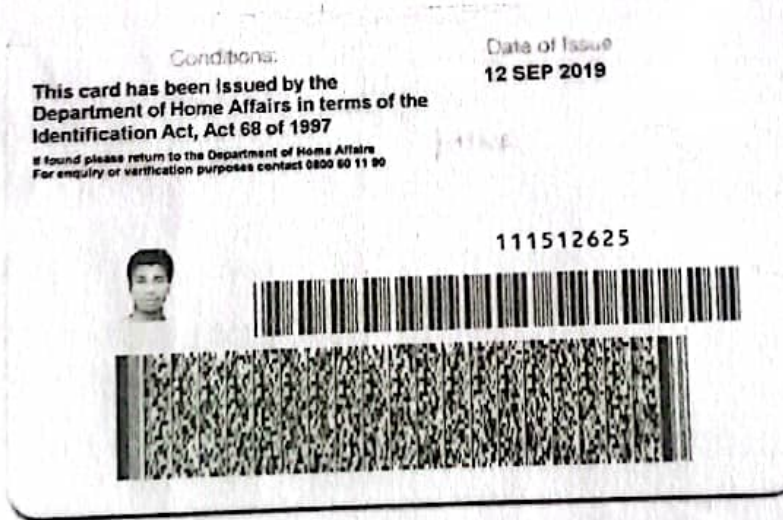 Conditions:
This card has been Issued by the
Department of Home Affairs in terms of the
Identification Act, Act 68 of 1997
If found please return to the Department of Home Affairs
For enquiry or verification purposes contact 0800 60 11 90
Date of Issue
12 SEP 2019
111512625